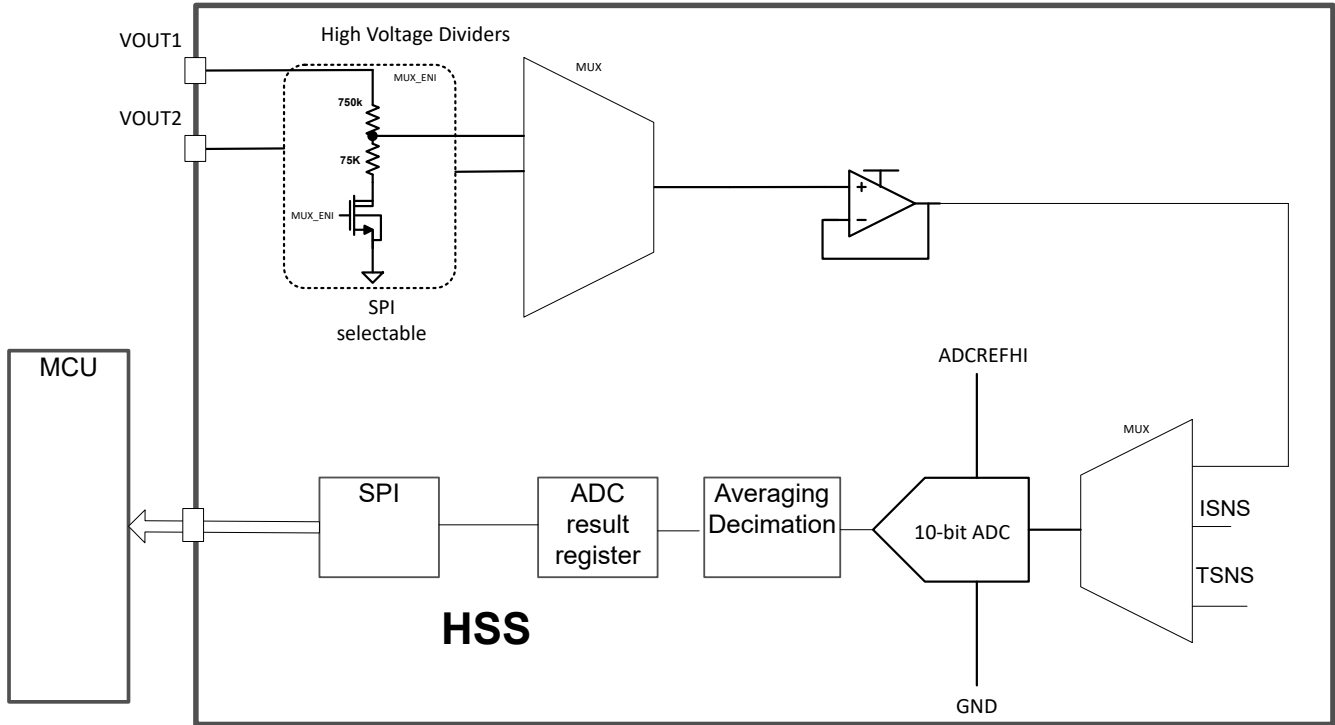 VOUT1
High Voltage Dividers
MUX_ENI
MUX
VOUT2
750k
75K
MUX_ENI
+
−
SPI
selectable
MCU
ADCREFHI
MUX
SPI
ADC
result
register
Averaging
Decimation
10-bit ADC
ISNS
TSNS
HSS
GND